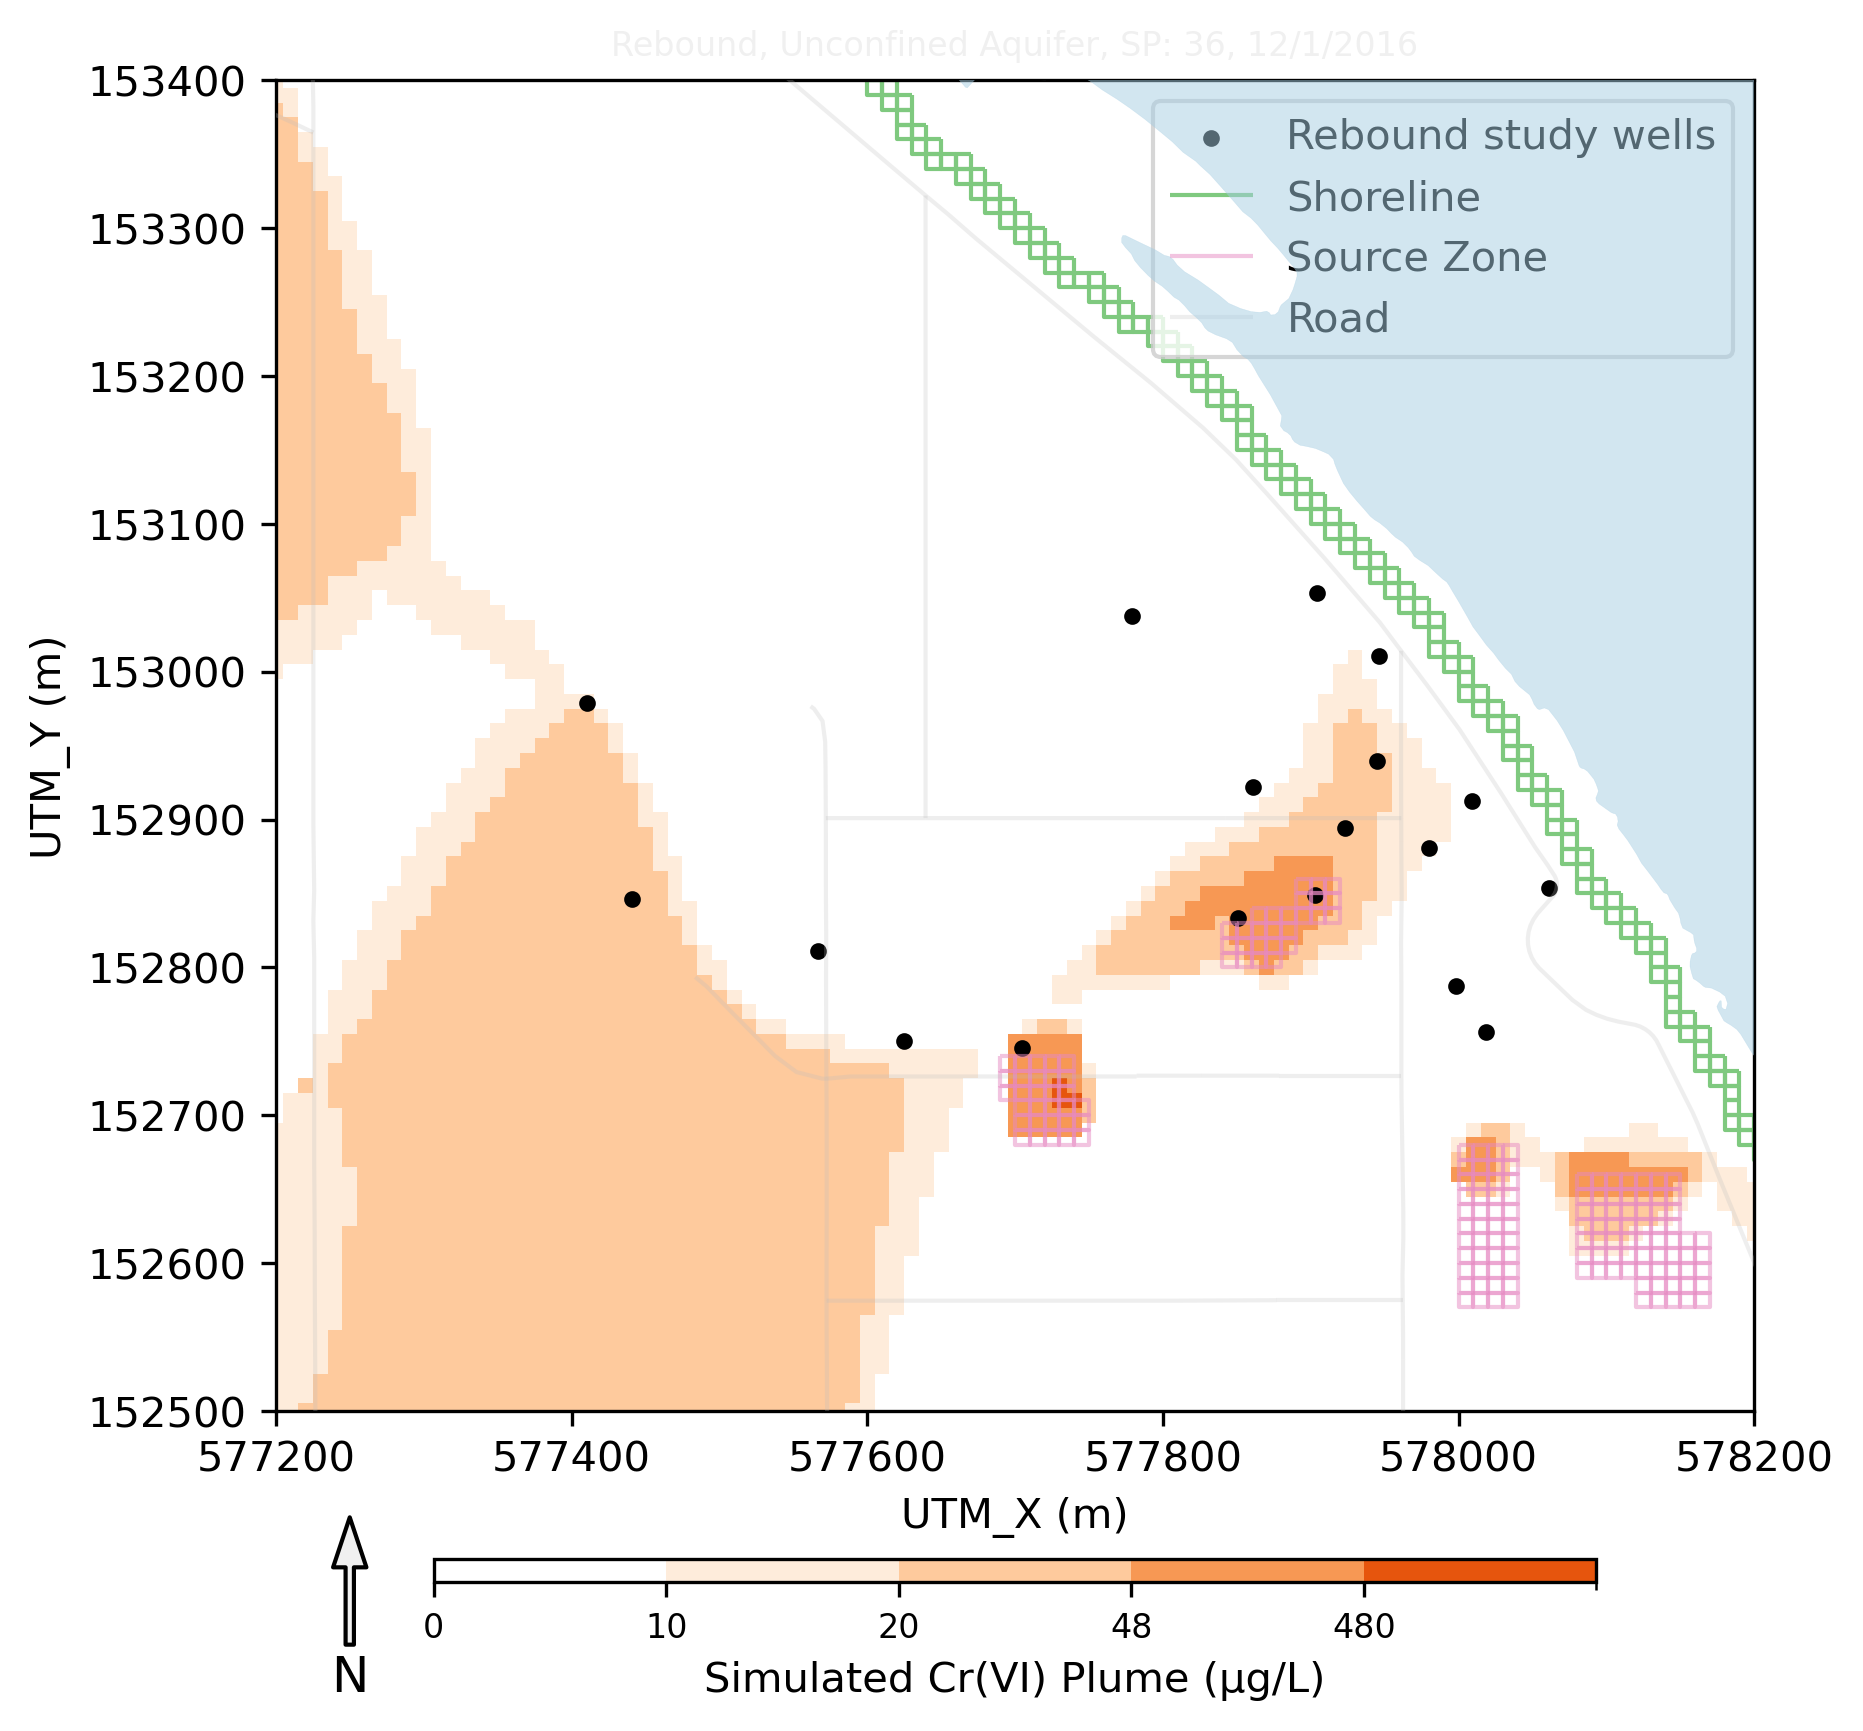 Rebound, Unconfined Aquifer, SP: 36, 12/1/2016
Rebound study wells
Shoreline
Source Zone
Road
UTM_Y (m)
153400
153300
153200
153100
153000
152900
152800
152700
152600
152500
577200 577400 577600 577800 578000 578200
UTM_X (m)
0 10 20 48 480
Simulated Cr(VI) Plume (μg/L)
N